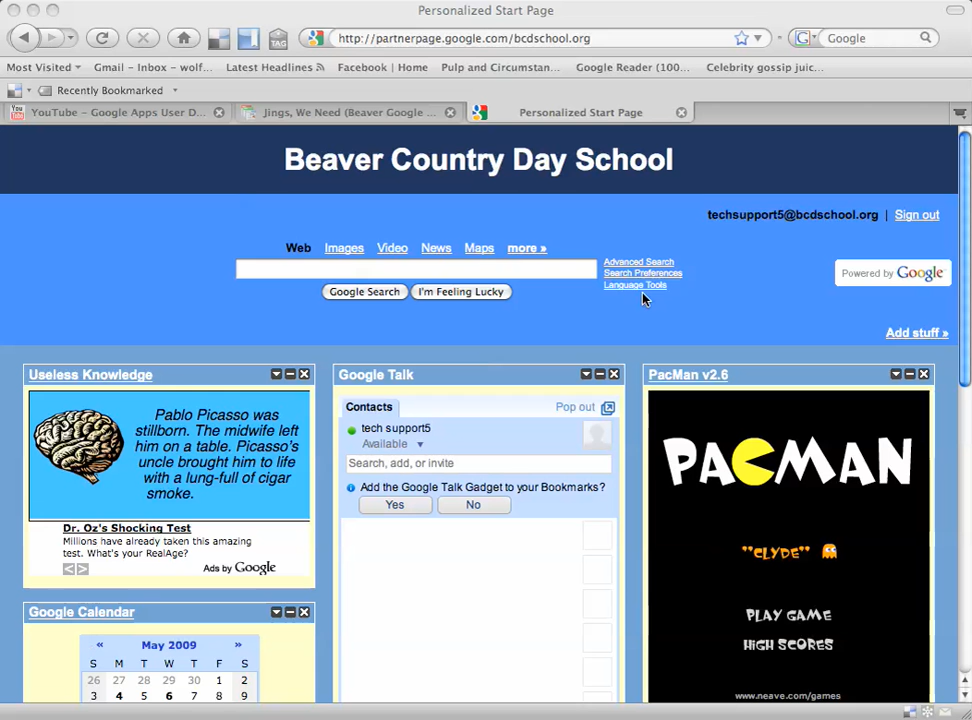 Personalized Start Page
http://partnerpage.google.com/bcdschool.org
Google
Most Visited
Gmail – Inbox – wolf...
Latest Headlines
Facebook | Home
Pulp and Circumstan...
Google Reader (100...
Celebrity gossip juic...
Recently Bookmarked
YouTube – Google Apps User D...
Jings, We Need (Beaver Google ...
Personalized Start Page
Beaver Country Day School
techsupport5@bcdschool.org | Sign out
Web Images Video News Maps more »
Advanced Search
Search Preferences
Language Tools
Google Search
I'm Feeling Lucky
Powered by Google
Add stuff »
Useless Knowledge
Pablo Picasso was
stillborn. The midwife left
him on a table. Picasso's
uncle brought him to life
with a lung-full of cigar
smoke.
Dr. Oz's Shocking Test
Millions have already taken this amazing
test. What's your RealAge?
Ads by Google
Google Calendar
« May 2009 »
S M T W T F S
26 27 28 29 30 1 2
3 4 5 6 7 8 9
Google Talk
Contacts
Pop out
tech support5
Available
Search, add, or invite
Add the Google Talk Gadget to your Bookmarks?
Yes
No
PacMan v2.6
PACMAN
"CLYDE"
PLAY GAME
HIGH SCORES
www.neave.com/games